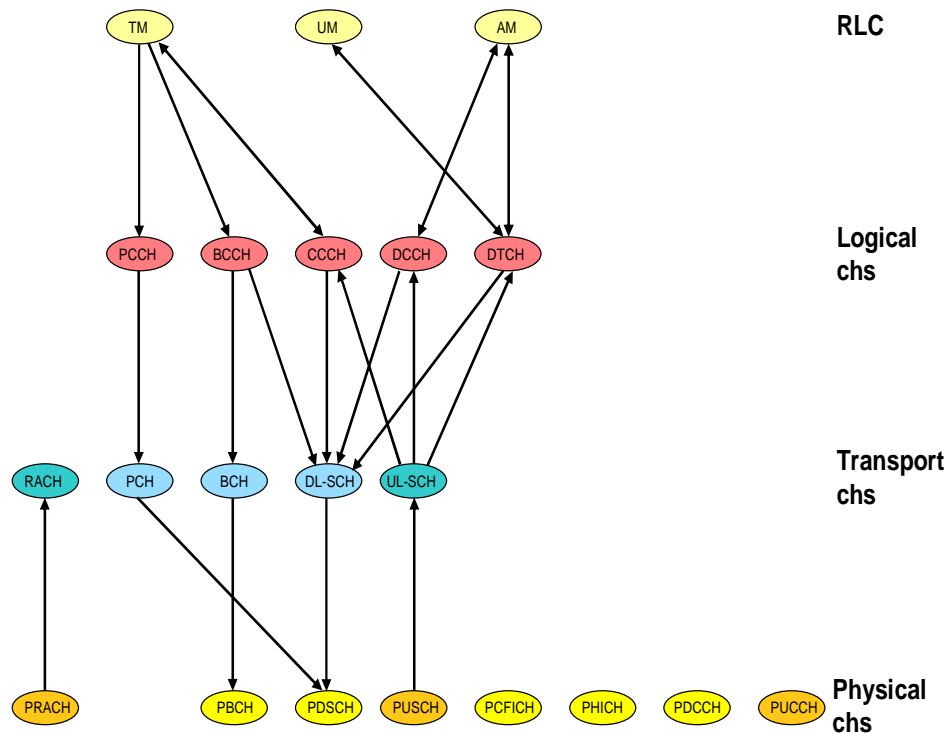 TM UM AM RLC
PCCH BCCH CCCH DCCH DTCH Logical
chs
RACH PCH BCH DL-SCH UL-SCH Transport
chs
PRACH PBCH PDSCH PUSCH PCFICH PHICH PDCCH PUCCH Physical
chs